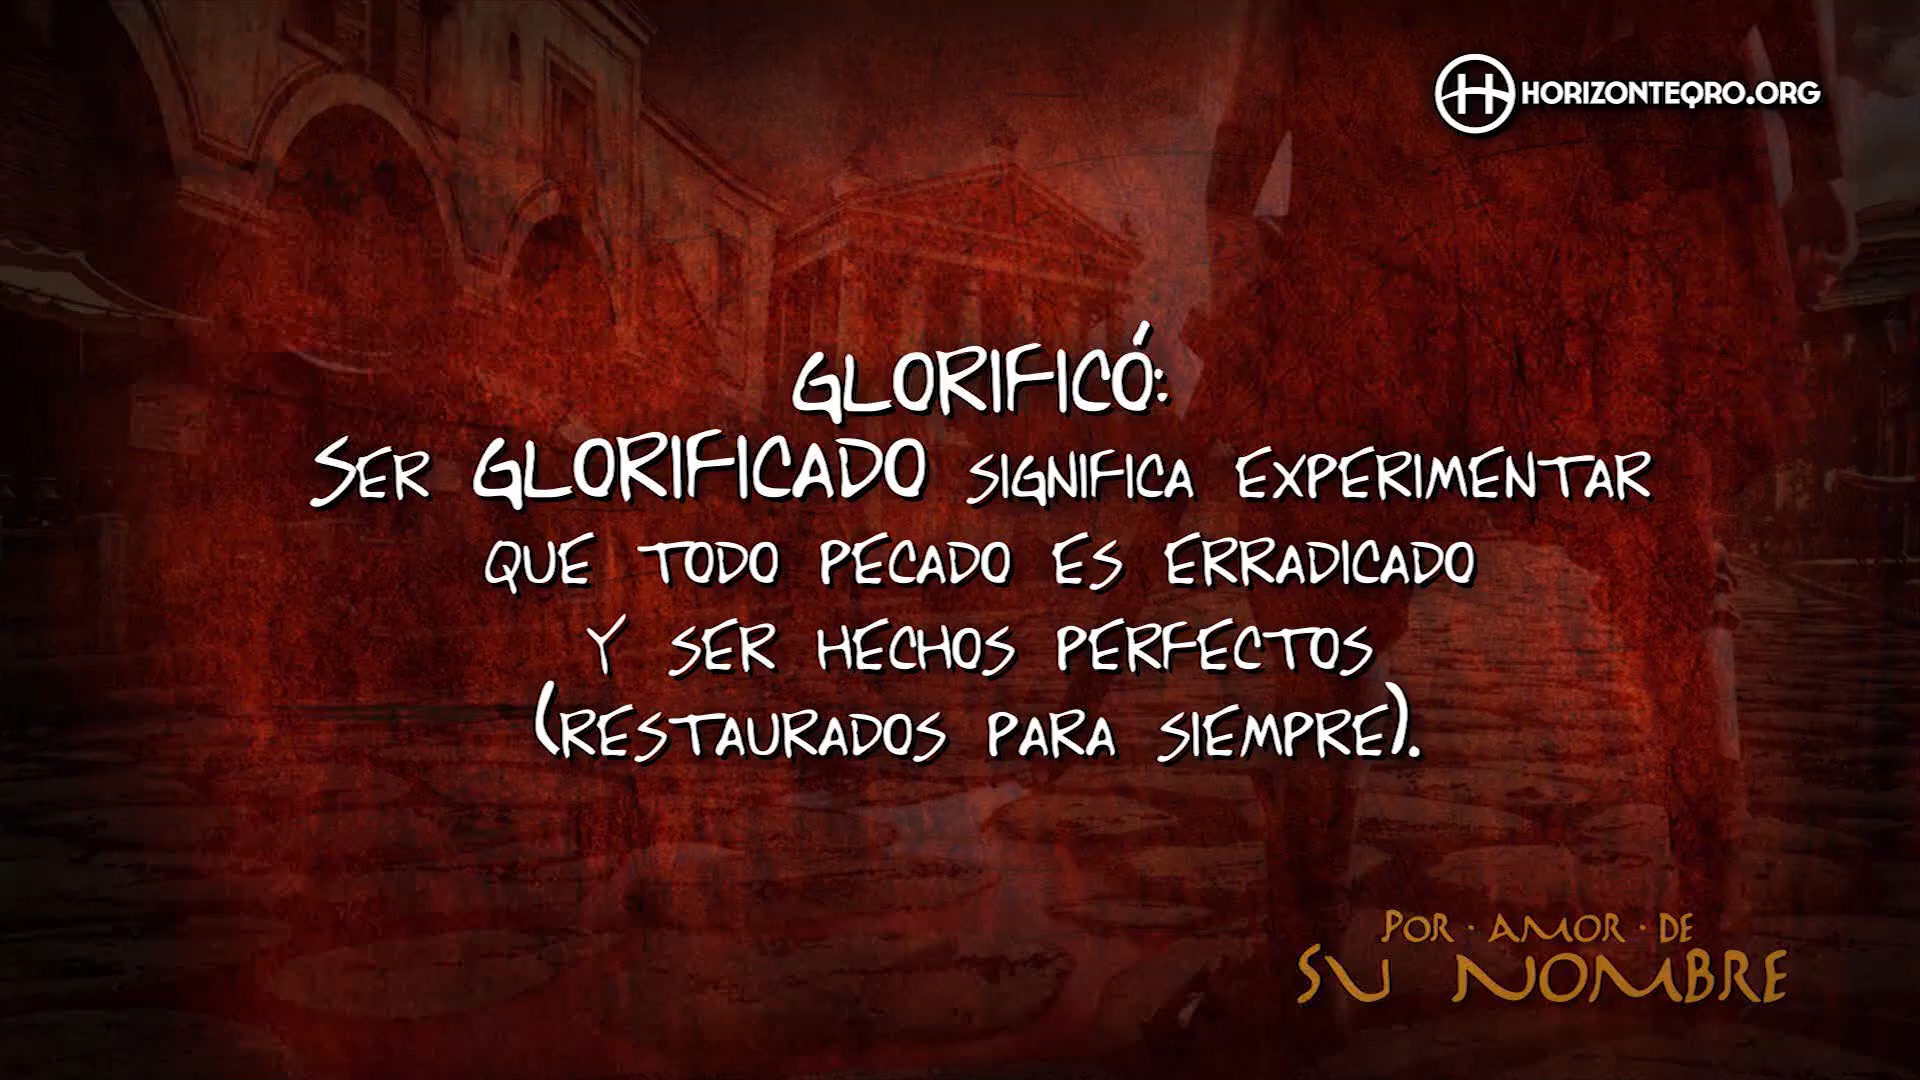 HORIZONTEQRO.ORG
GLORIFICÓ:
SER GLORIFICADO SIGNIFICA EXPERIMENTAR
QUE TODO PECADO ES ERRADICADO
Y SER HECHOS PERFECTOS
(RESTAURADOS PARA SIEMPRE).
POR · AMOR · DE
SU NOMBRE